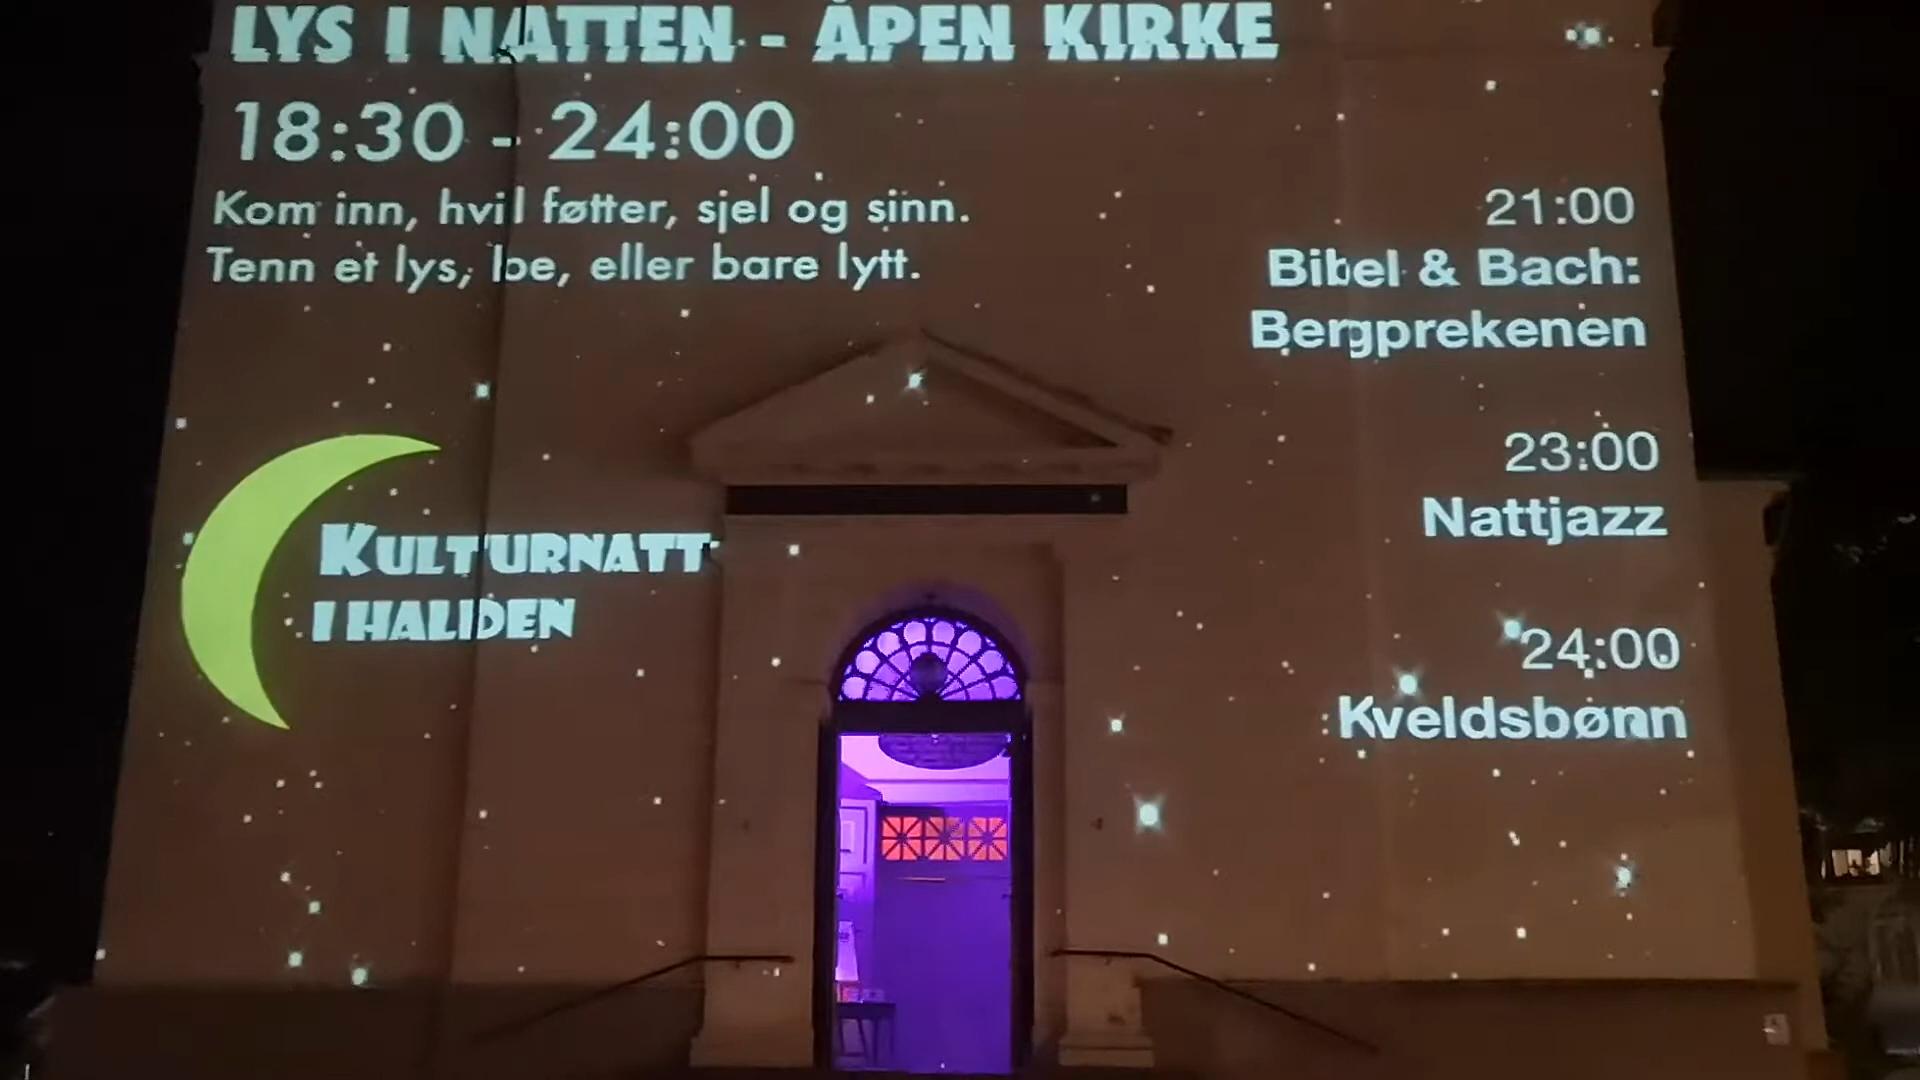 LYS I NATTEN - ÅPEN KIRKE
18:30 - 24:00
Kom inn, hvil føtter, sjel og sinn.
Tenn et lys, be, eller bare lytt.
21:00
Bibel & Bach:
Bergprekenen
23:00
Nattjazz
24:00
Kveldsbønn
KULTURNATT
I HALDEN